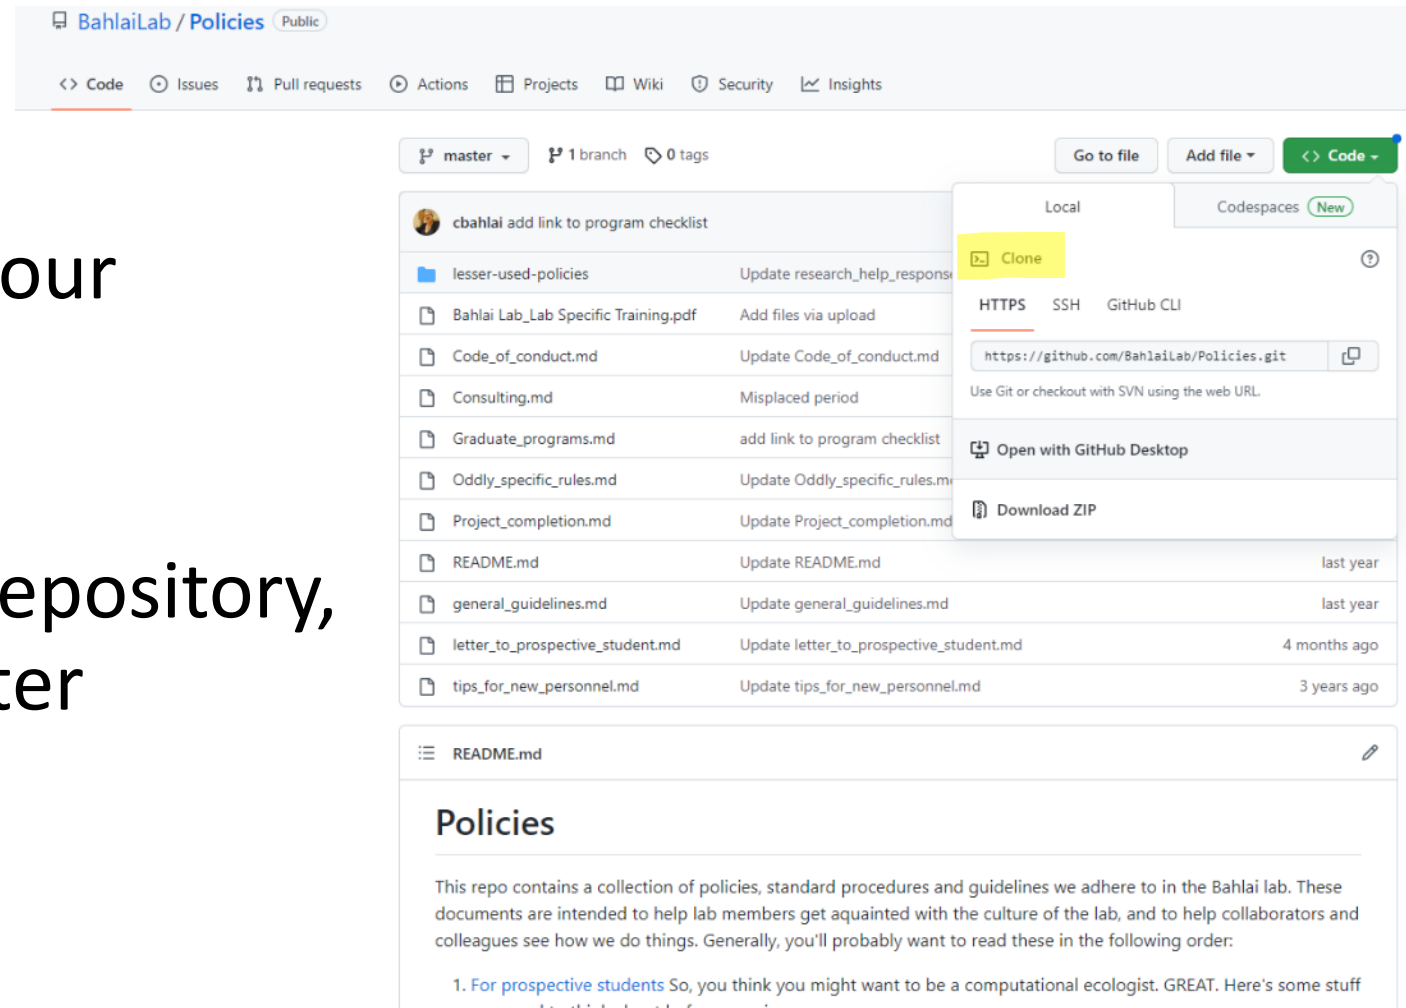 BahlaiLab / Policies Public
Code Issues Pull requests Actions Projects Wiki Security Insights
master 1 branch 0 tags Go to file Add file Code
Local Codespaces New
cbahlai add link to program checklist
our
lesser-used-policies Update research_help_response
Clone
HTTPS SSH GitHub CLI
Bahlai Lab_Lab Specific Training.pdf Add files via upload
https://github.com/BahlaiLab/Policies.git
Code_of_conduct.md Update Code_of_conduct.md
Use Git or checkout with SVN using the web URL.
Consulting.md Misplaced period
Graduate_programs.md add link to program checklist
Open with GitHub Desktop
Oddly_specific_rules.md Update Oddly_specific_rules.m
Download ZIP
Project_completion.md Update Project_completion.md
README.md Update README.md last year
epository,
general_guidelines.md Update general_guidelines.md last year
letter_to_prospective_student.md Update letter_to_prospective_student.md 4 months ago
ter
tips_for_new_personnel.md Update tips_for_new_personnel.md 3 years ago
README.md
Policies
This repo contains a collection of policies, standard procedures and guidelines we adhere to in the Bahlai lab. These
documents are intended to help lab members get aquainted with the culture of the lab, and to help collaborators and
colleagues see how we do things. Generally, you'll probably want to read these in the following order:
1. For prospective students So, you think you might want to be a computational ecologist. GREAT. Here's some stuff